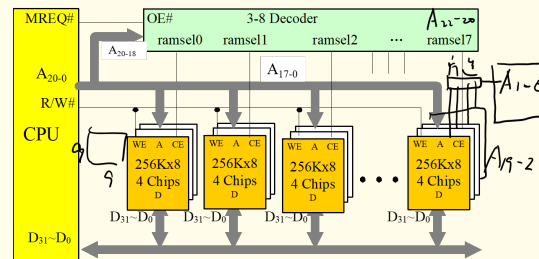 MREQ#
OE# 3-8 Decoder A22-20
ramsel0 ramsel1 ramsel2 ... ramsel7
A20-18
A17-0
A20-0
R/W#
CPU
A19-2
9
9
WE A CE
256Kx8
4 Chips
D
WE A CE
256Kx8
4 Chips
D
WE A CE
256Kx8
4 Chips
D
WE A CE
256Kx8
4 Chips
D
D31~D0 D31~D0 D31~D0 D31~D0
D31~D0